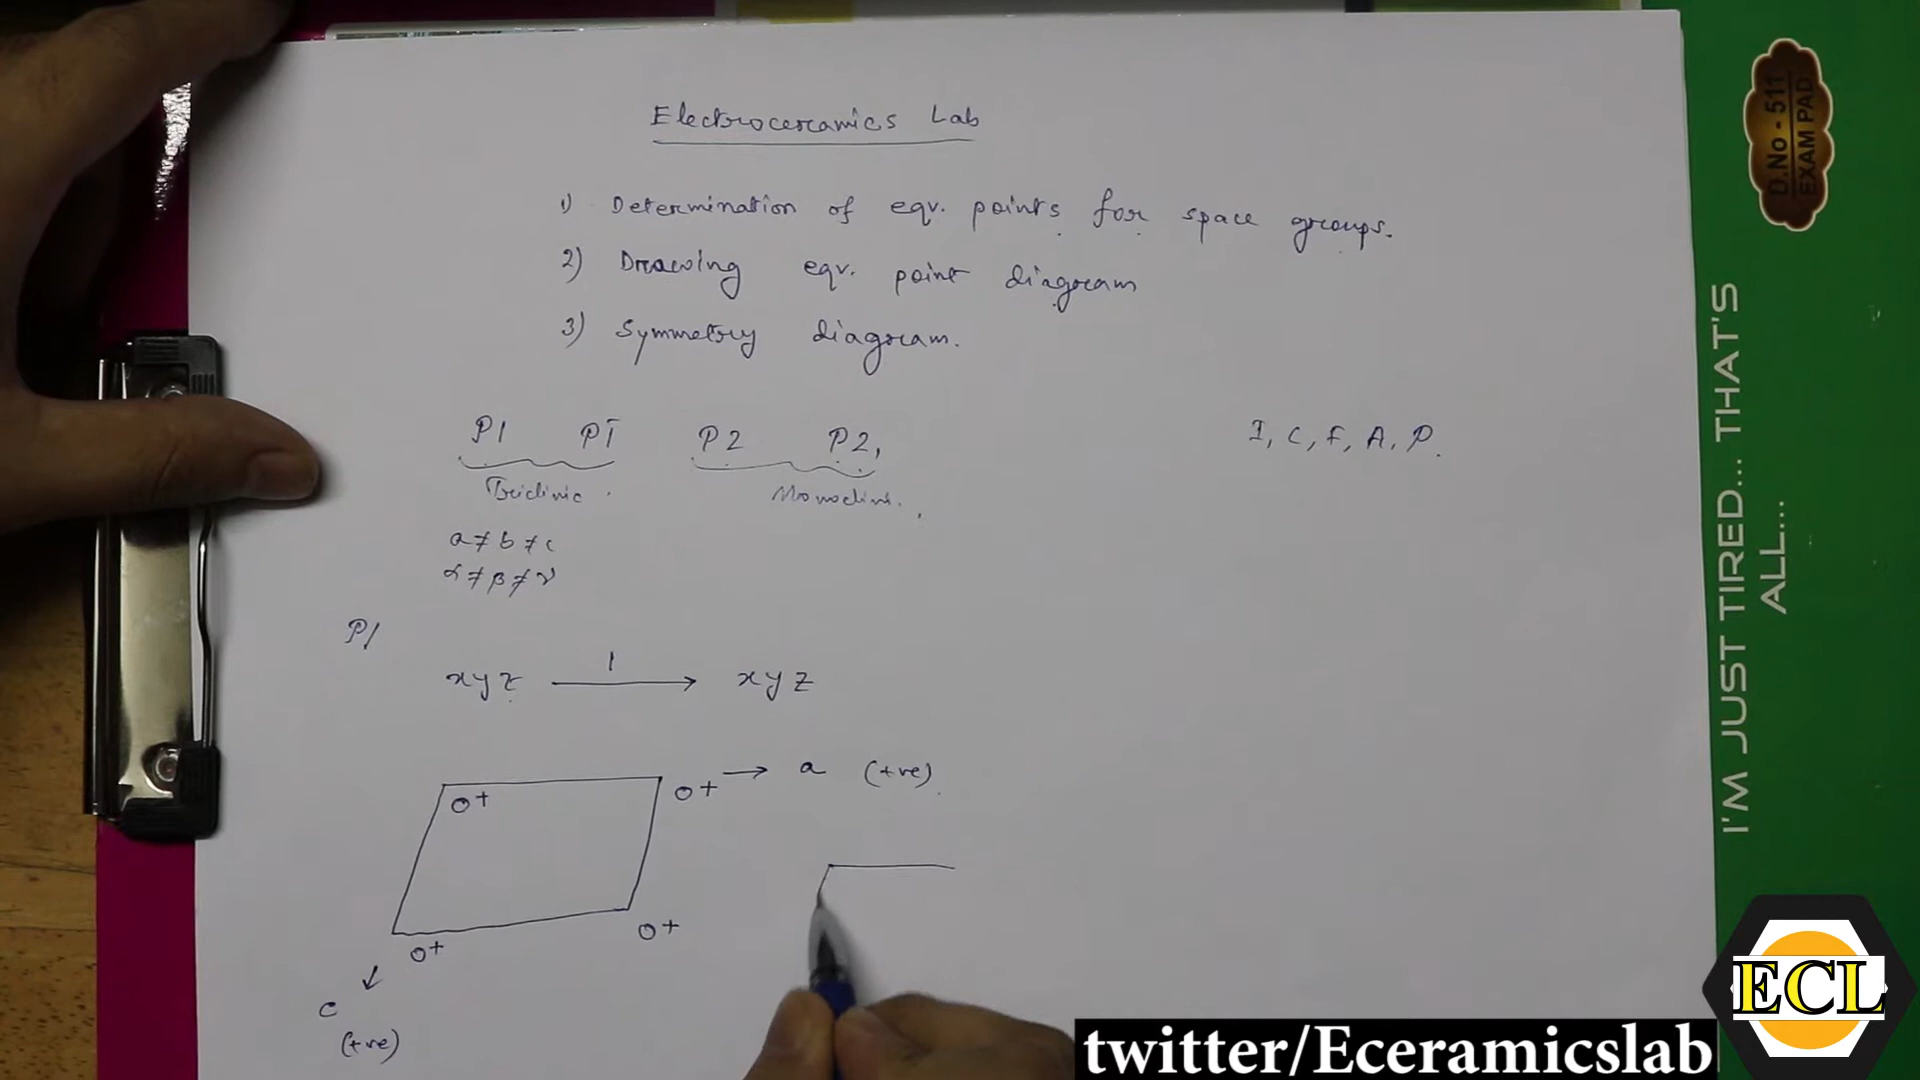 Electroceramics Lab
1) Determination of eqv. points for space groups.
2) Drawing eqv. point diagram
3) Symmetry diagram.
P1 P1̅ P2 P2₁
I, C, F, A, P.
Triclinic. Monoclini.
a ≠ b ≠ c
α ≠ β ≠ γ
P1
1
xyz → xyz
→ a (+ve)
O+ O+
O+ O+
c
(+ve)
D.No - 511
EXAM PAD
I'M JUST TIRED... THAT'S
ALL...
ECL
twitter/Eceramicslab